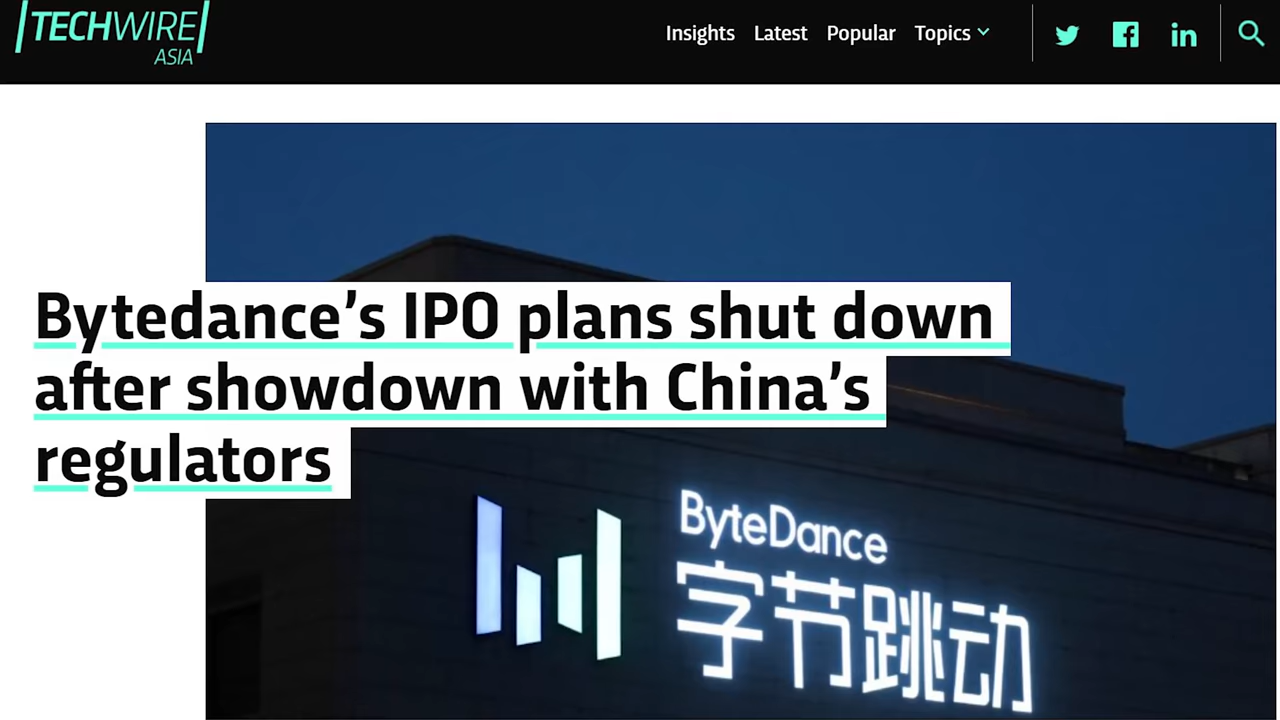 TECHWIRE
ASIA
Insights Latest Popular Topics
Bytedance’s IPO plans shut down
after showdown with China’s
regulators
ByteDance
字节跳动